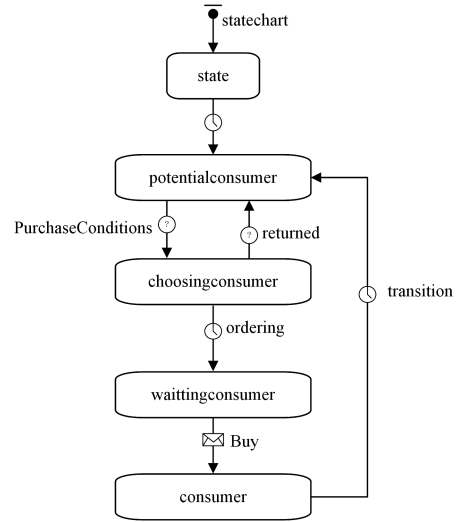 statechart
state
potentialconsumer
PurchaseConditions
?
?
returned
choosingconsumer
transition
ordering
waittingconsumer
Buy
consumer